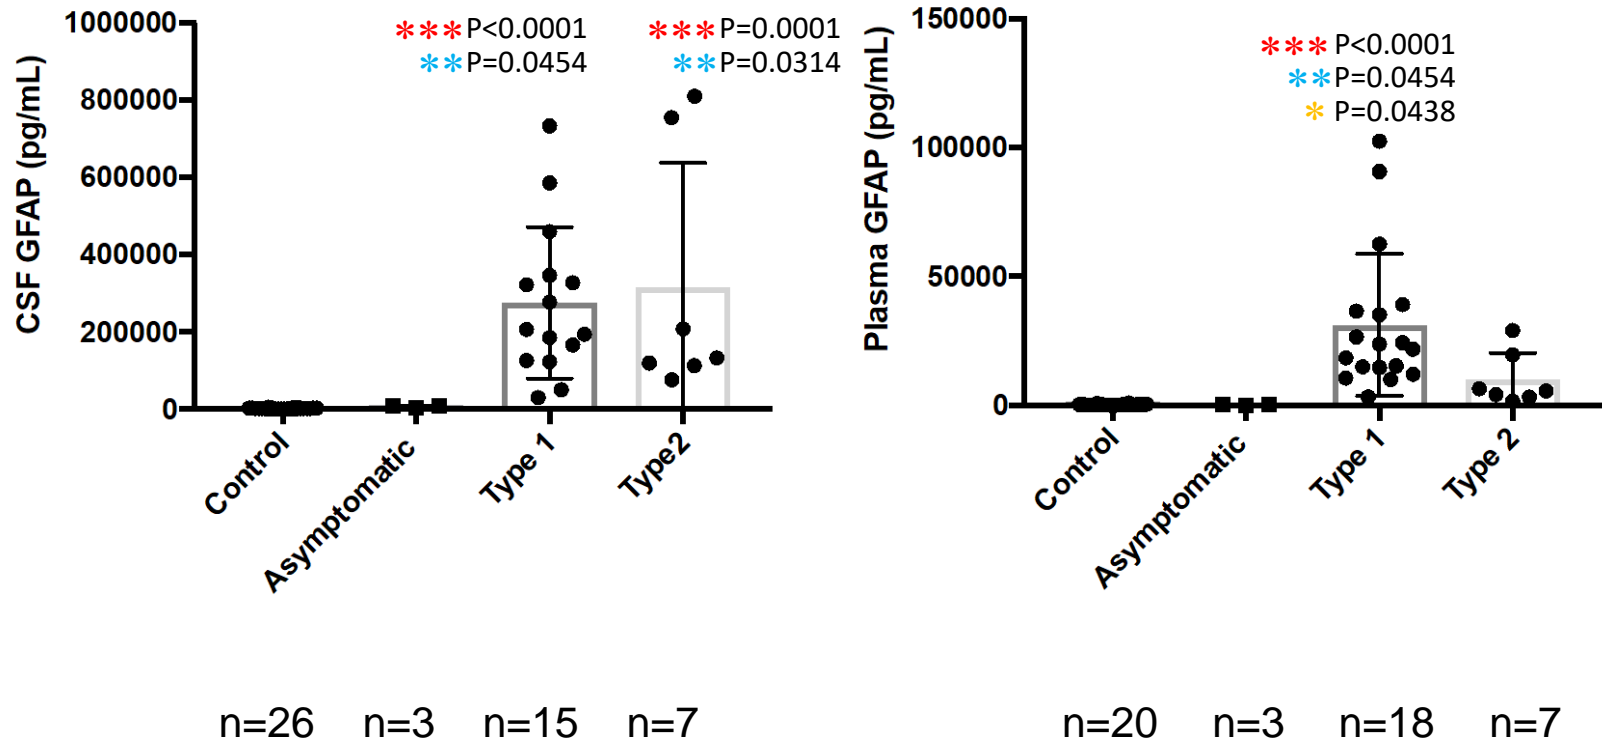 CSF GFAP (pg/mL)
1000000
800000
600000
400000
200000
0
***P<0.0001
**P=0.0454
***P=0.0001
**P=0.0314
Control
Asymptomatic
Type 1
Type2
n=26 n=3 n=15 n=7
Plasma GFAP (pg/mL)
150000
100000
50000
0
***P<0.0001
**P=0.0454
* P=0.0438
Control
Asymptomatic
Type 1
Type 2
n=20 n=3 n=18 n=7